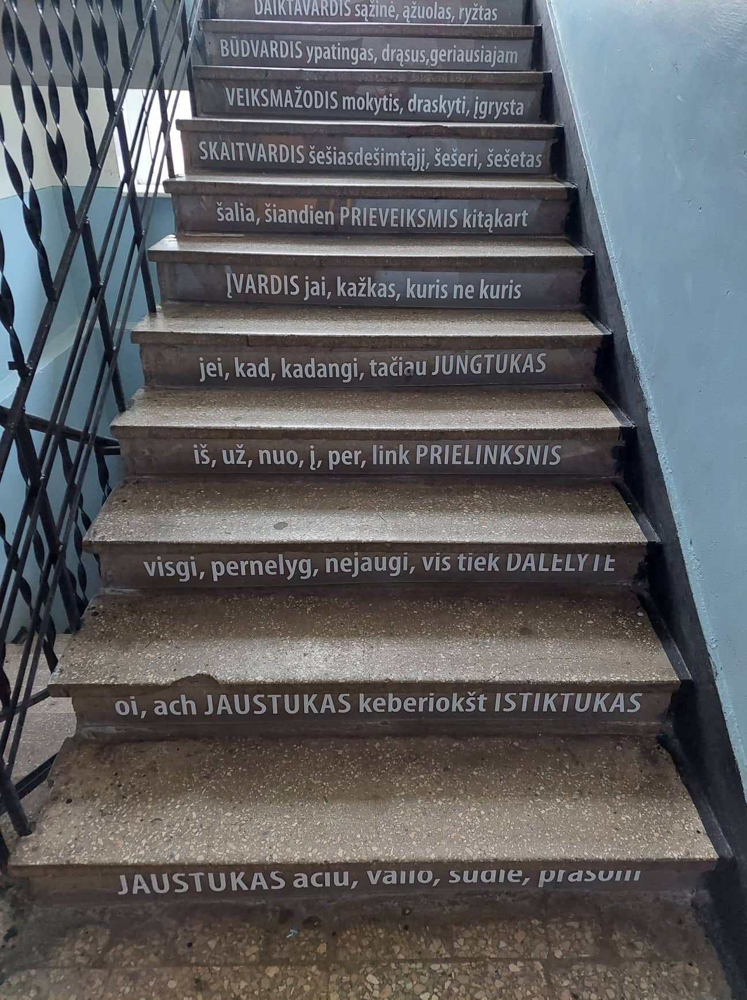 DAIKTAVARDIS sąžinė, ąžuolas, ryžtas
BŪDVARDIS ypatingas, drąsus,geriausiajam
VEIKSMAŽODIS mokytis, draskyti, įgrysta
SKAITVARDIS šešiasdešimtąjį, šešeri, šešetas
šalia, šiandien PRIEVEIKSMIS kitąkart
ĮVARDIS jai, kažkas, kuris ne kuris
jei, kad, kadangi, tačiau JUNGTUKAS
iš, už, nuo, į, per, link PRIELINKSNIS
visgi, pernelyg, nejaugi, vis tiek DALELYTĖ
oi, ach JAUSTUKAS keberiokšt IŠTIKTUKAS
JAUSTUKAS ačiū, valio, sudie, prašom